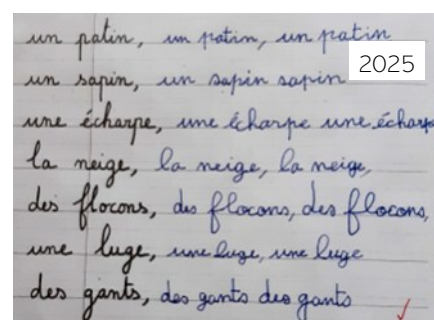 un patin, un patin, un patin
2025
un sapin, un sapin sapin
une écharpe, une écharpe une écharpe
la neige, la neige, la neige,
des flocons, des flocons, des flocons,
une luge, une luge, une luge
des gants, des gants des gants